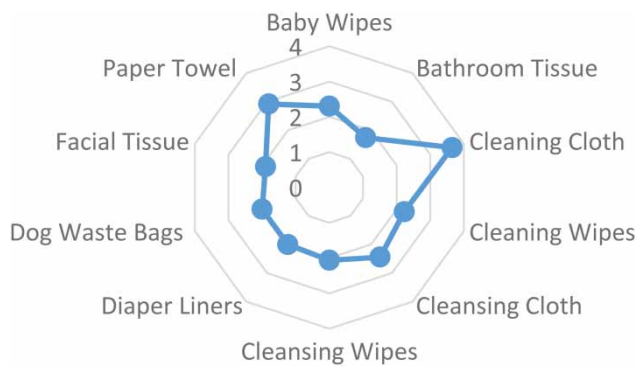 Baby Wipes
4
Paper Towel
Bathroom Tissue
3
2
Facial Tissue
Cleaning Cloth
1
0
Dog Waste Bags
Cleaning Wipes
Diaper Liners
Cleansing Cloth
Cleansing Wipes